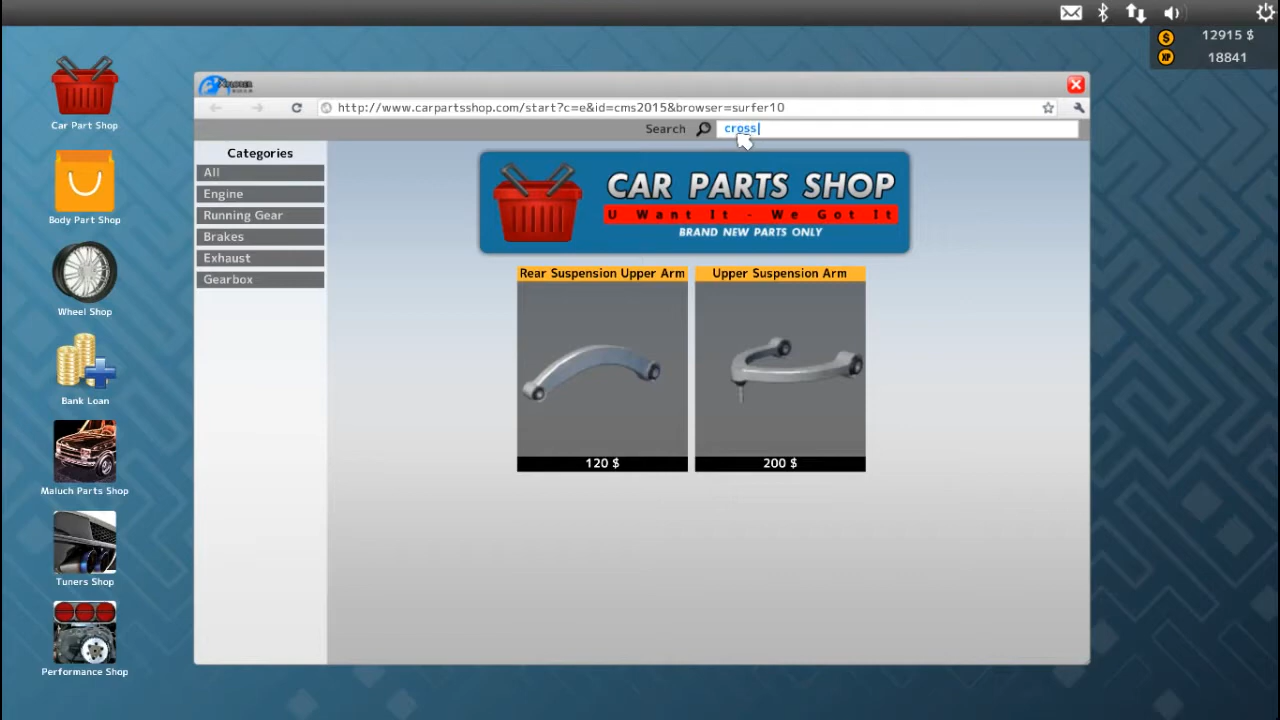 12915 $
18841
http://www.carpartsshop.com/start?c=e&id=cms2015&browser=surfer10
Search
cross
Car Part Shop
Body Part Shop
Wheel Shop
Bank Loan
Maluch Parts Shop
Tuners Shop
Performance Shop
Categories
All
Engine
Running Gear
Brakes
Exhaust
Gearbox
CAR PARTS SHOP
U Want It - We Got It
BRAND NEW PARTS ONLY
Rear Suspension Upper Arm
120 $
Upper Suspension Arm
200 $